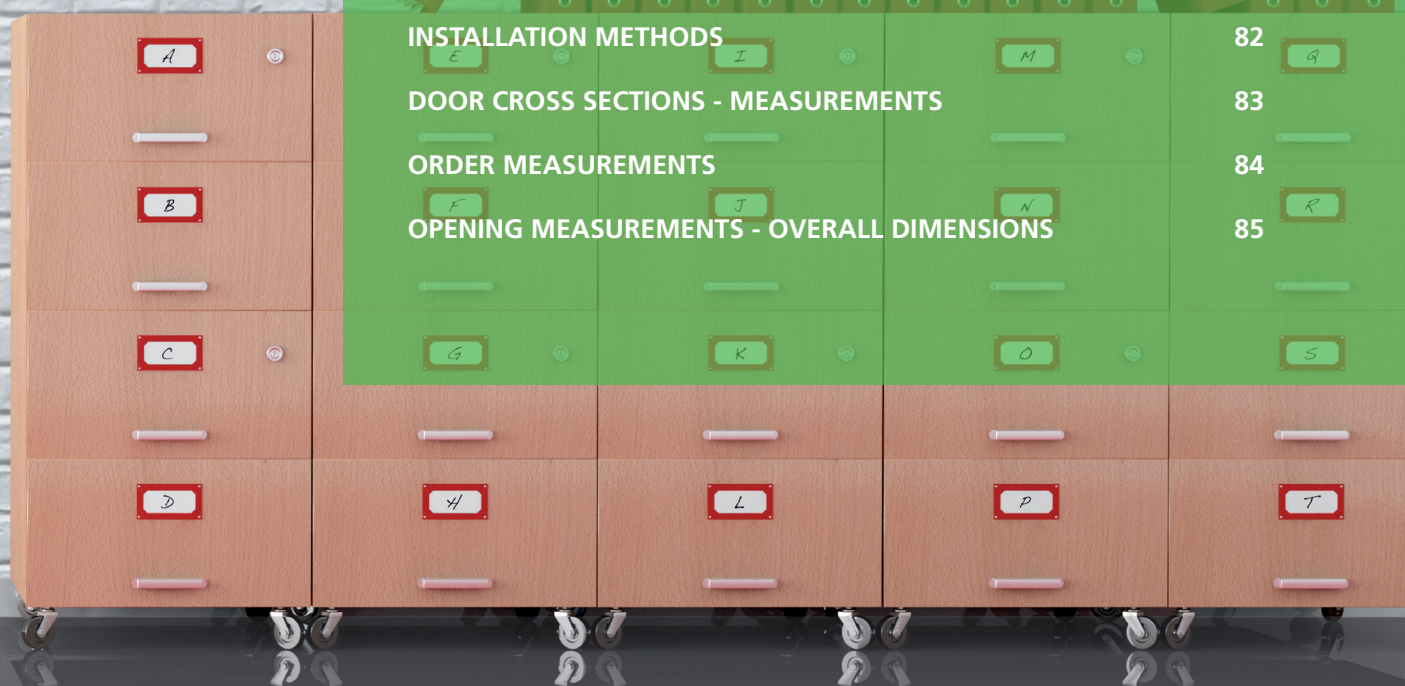 INSTALLATION METHODS 82
DOOR CROSS SECTIONS - MEASUREMENTS 83
ORDER MEASUREMENTS 84
OPENING MEASUREMENTS - OVERALL DIMENSIONS 85
A E I M Q
B F J N R
C G K O S
D H L P T